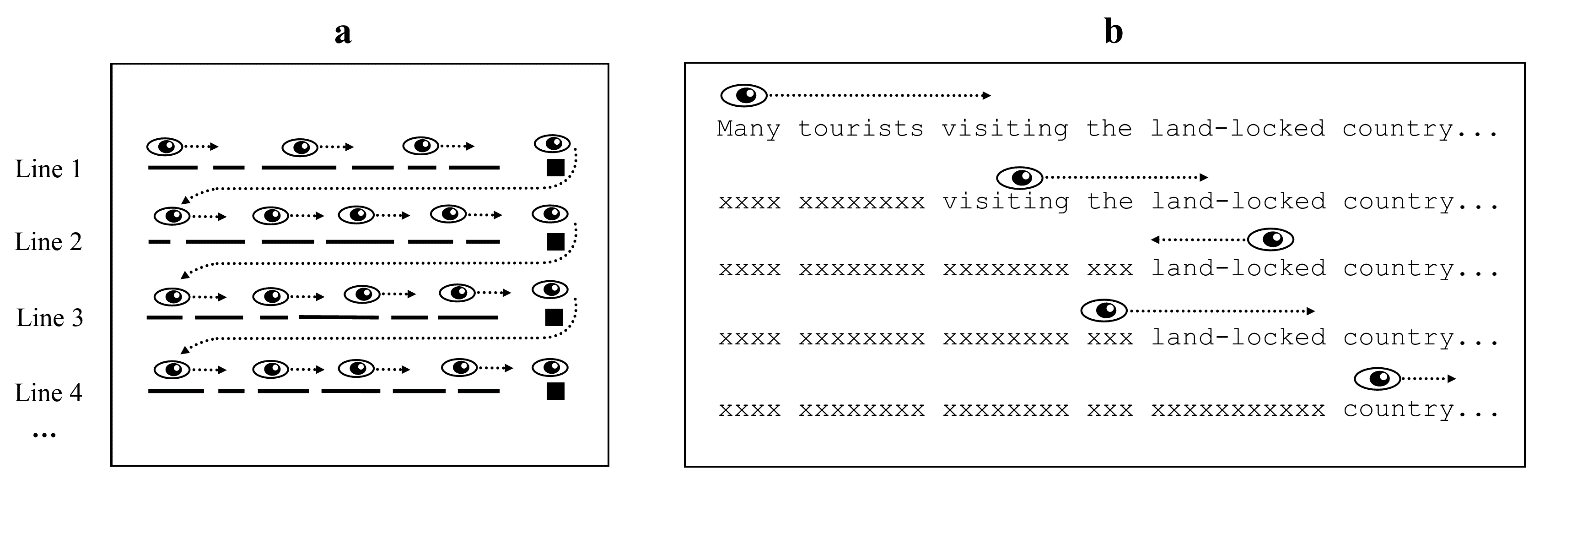 a
Line 1
Line 2
Line 3
Line 4
...
b
Many tourists visiting the land-locked country...
xxxx xxxxxxxx visiting the land-locked country...
xxxx xxxxxxxx xxxxxxxx xxx land-locked country...
xxxx xxxxxxxx xxxxxxxx xxx land-locked country...
xxxx xxxxxxxx xxxxxxxx xxx xxxxxxxxxxx country...